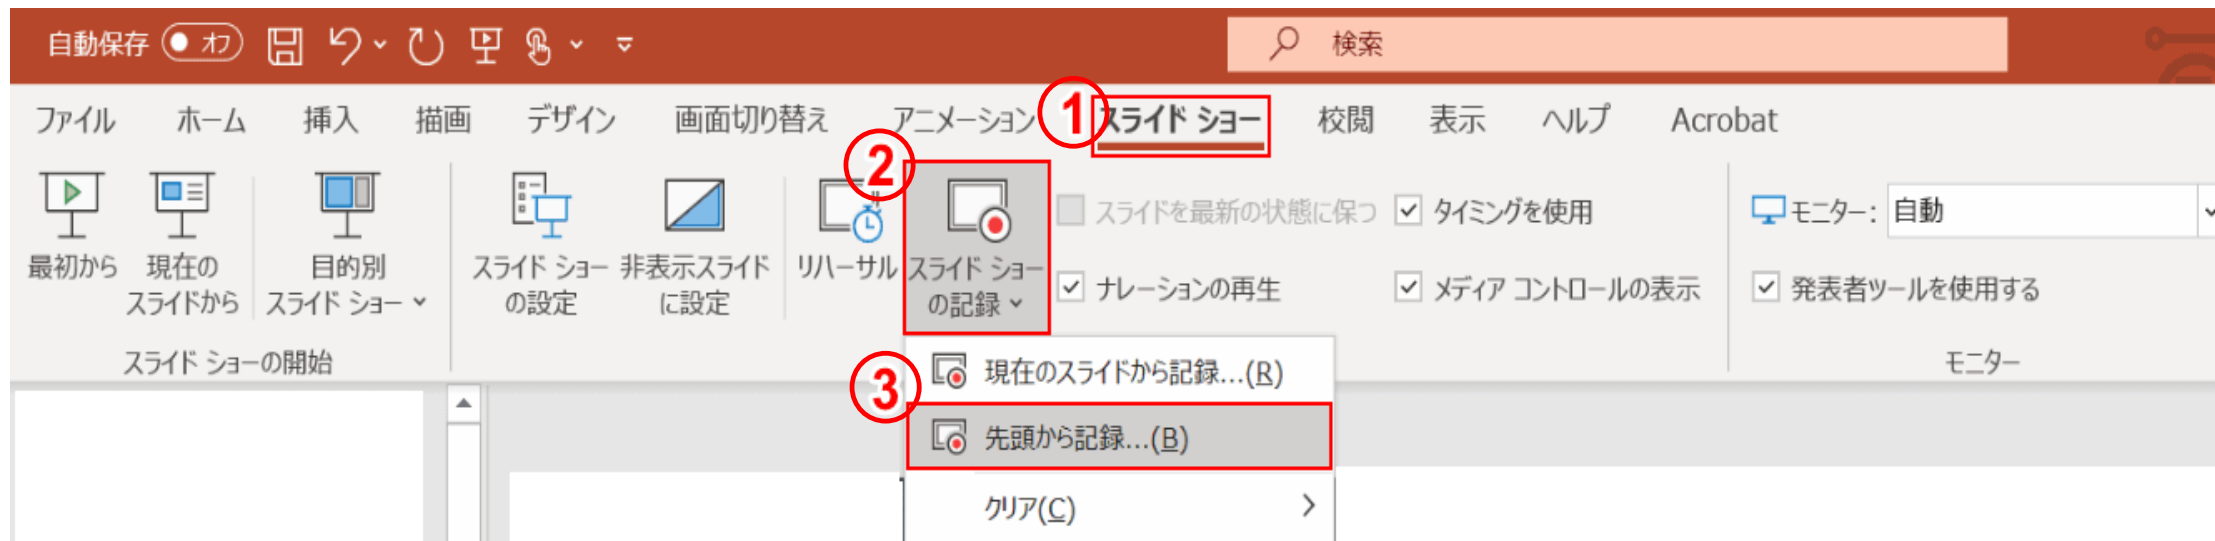 自動保存 オフ
検索
ファイル ホーム 挿入 描画 デザイン 画面切り替え アニメーション 1 スライド ショー 校閲 表示 ヘルプ Acrobat
2
スライドを最新の状態に保つ タイミングを使用 モニター: 自動
最初から 現在の 目的別 スライド ショー 非表示スライド リハーサル スライド ショー
スライドから スライド ショー の設定 に設定 の記録
ナレーションの再生 メディア コントロールの表示 発表者ツールを使用する
スライド ショーの開始 モニター
現在のスライドから記録...(R)
3
先頭から記録...(B)
クリア(C)